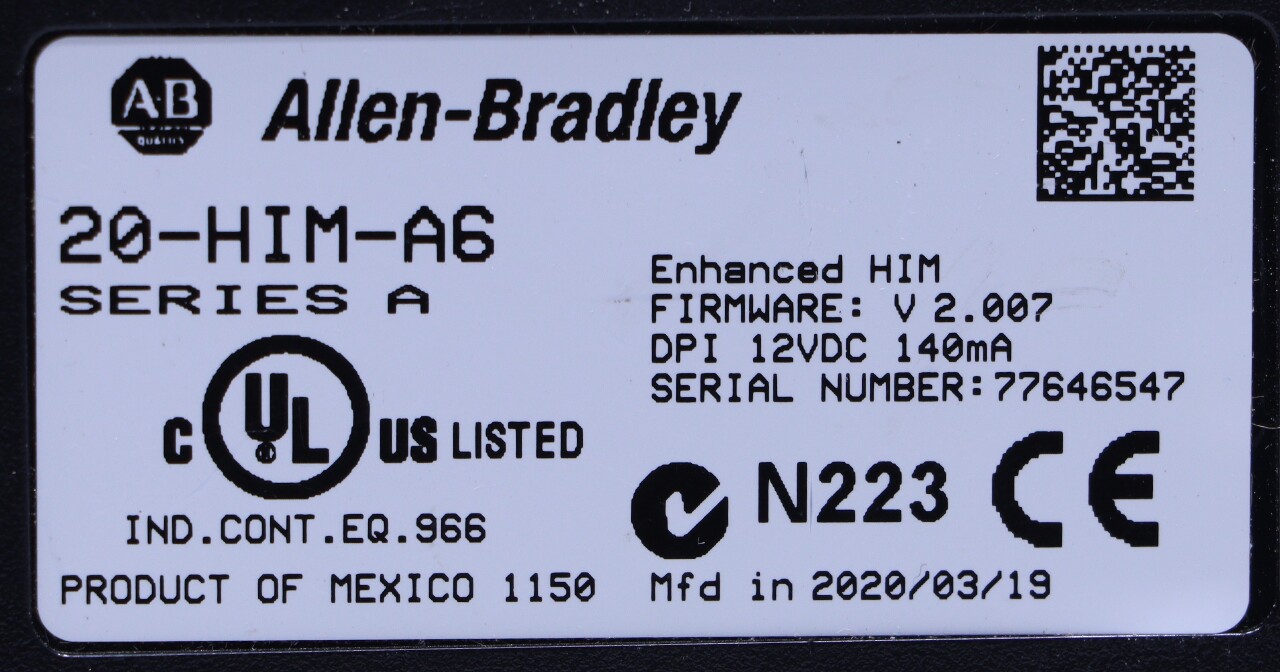 AB
QUALITY
Allen-Bradley
20-HIM-A6
SERIES A
Enhanced HIM
FIRMWARE: V 2.007
DPI 12VDC 140mA
SERIAL NUMBER:77646547
C UL ® US LISTED
IND.CONT.EQ.966
N223 CE
PRODUCT OF MEXICO 1150
Mfd in 2020/03/19